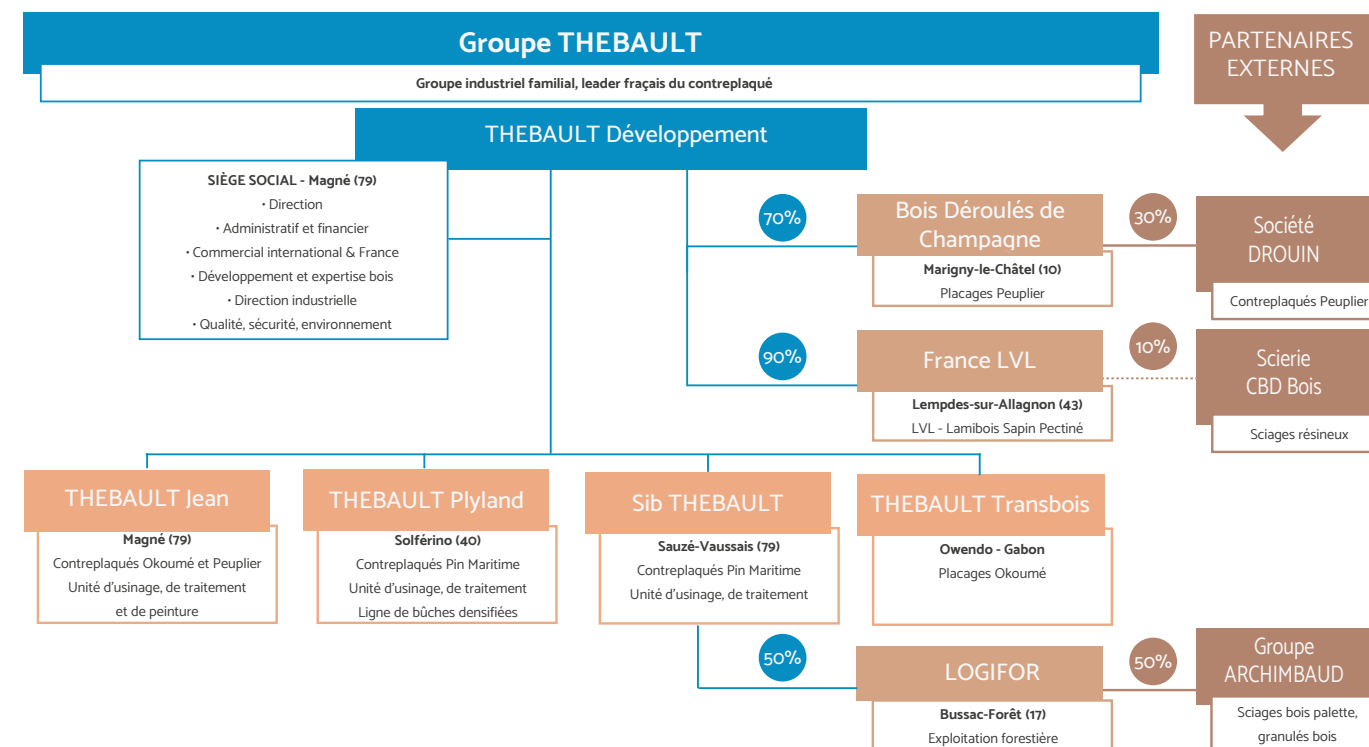 Groupe THEBAULT
Groupe industriel familial, leader fraçais du contreplaqué
PARTENAIRES
EXTERNES
THEBAULT Développement
SIÈGE SOCIAL - Magné (79)
• Direction
• Administratif et financier
• Commercial international & France
• Développement et expertise bois
• Direction industrielle
• Qualité, sécurité, environnement
70%
Bois Déroulés de
Champagne
Marigny-le-Châtel (10)
Placages Peuplier
30%
Société
DROUIN
Contreplaqués Peuplier
90%
France LVL
Lempdes-sur-Allagnon (43)
LVL - Lamibois Sapin Pectiné
10%
Scierie
CBD Bois
Sciages résineux
THEBAULT Jean
Magné (79)
Contreplaqués Okoumé et Peuplier
Unité d'usinage, de traitement
et de peinture
THEBAULT Plyland
Solférino (40)
Contreplaqués Pin Maritime
Unité d'usinage, de traitement
Ligne de bûches densifiées
Sib THEBAULT
Sauzé-Vaussais (79)
Contreplaqués Pin Maritime
Unité d'usinage, de traitement
THEBAULT Transbois
Owendo - Gabon
Placages Okoumé
50%
LOGIFOR
Bussac-Forêt (17)
Exploitation forestière
50%
Groupe
ARCHIMBAUD
Sciages bois palette,
granulés bois